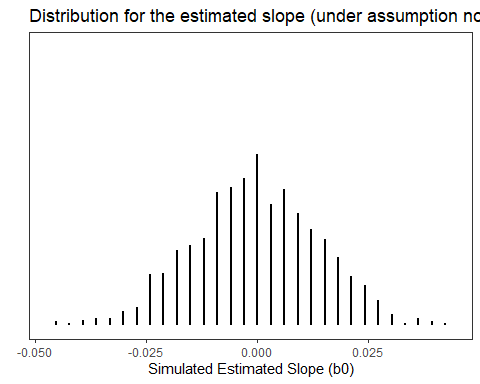 Distribution for the estimated slope (under assumption no
-0.050 -0.025 0.000 0.025
Simulated Estimated Slope (b0)